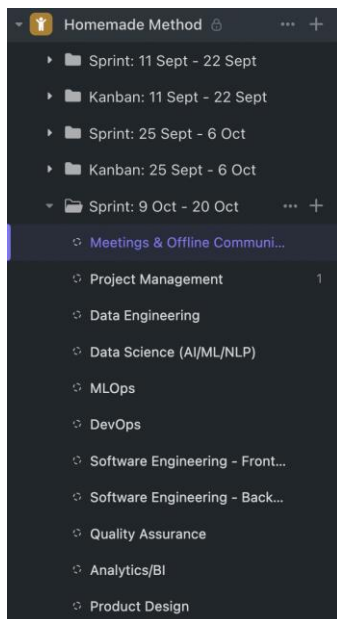 Homemade Method
Sprint: 11 Sept - 22 Sept
Kanban: 11 Sept - 22 Sept
Sprint: 25 Sept - 6 Oct
Kanban: 25 Sept - 6 Oct
Sprint: 9 Oct - 20 Oct
Meetings & Offline Communi...
Project Management 1
Data Engineering
Data Science (AI/ML/NLP)
MLOps
DevOps
Software Engineering - Front...
Software Engineering - Back...
Quality Assurance
Analytics/BI
Product Design